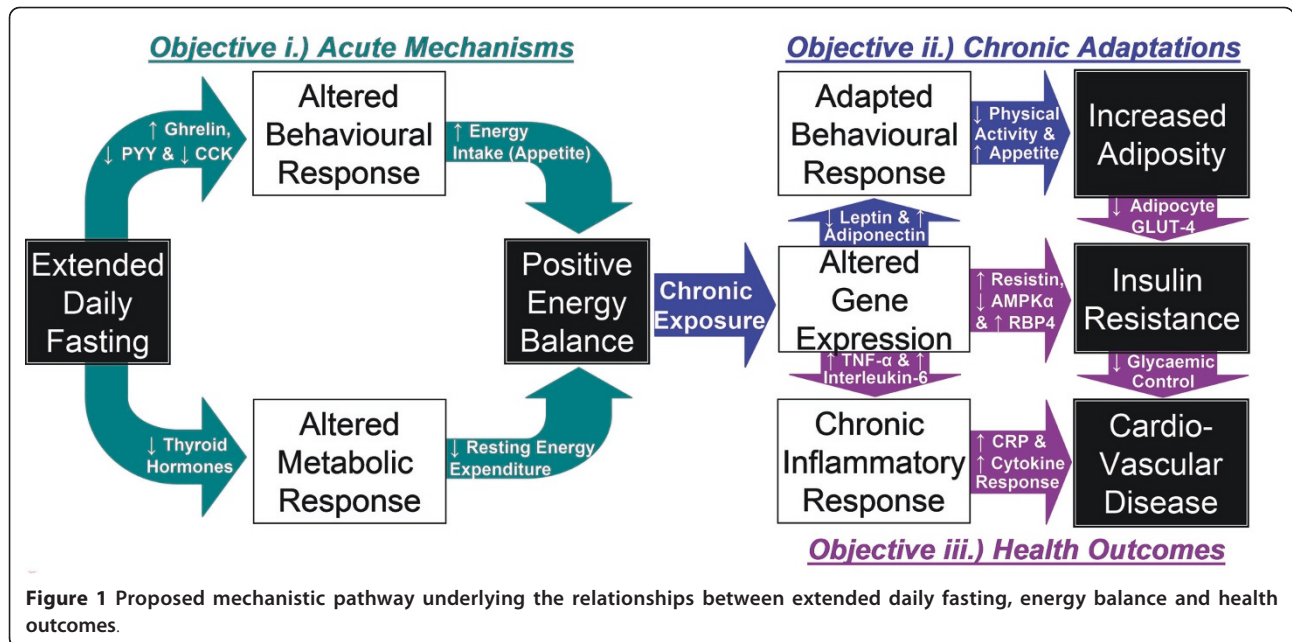 Objective i.) Acute Mechanisms
↑ Ghrelin,
↓ PYY & ↓ CCK
Altered
Behavioural
Response
↑ Energy
Intake (Appetite)
Extended
Daily
Fasting
Positive
Energy
Balance
↓ Thyroid
Hormones
Altered
Metabolic
Response
↓ Resting Energy
Expenditure
Chronic
Exposure
Objective ii.) Chronic Adaptations
Adapted
Behavioural
Response
↓ Physical
Activity &
↑ Appetite
Increased
Adiposity
↓ Leptin & ↑
Adiponectin
↓ Adipocyte
GLUT-4
Altered
Gene
Expression
↑ Resistin,
↓ AMPKα
& ↑ RBP4
Insulin
Resistance
↑ TNF-α & ↑
Interleukin-6
↓ Glycaemic
Control
Chronic
Inflammatory
Response
↑ CRP &
↑ Cytokine
Response
Cardio-
Vascular
Disease
Objective iii.) Health Outcomes
Figure 1 Proposed mechanistic pathway underlying the relationships between extended daily fasting, energy balance and health
outcomes.